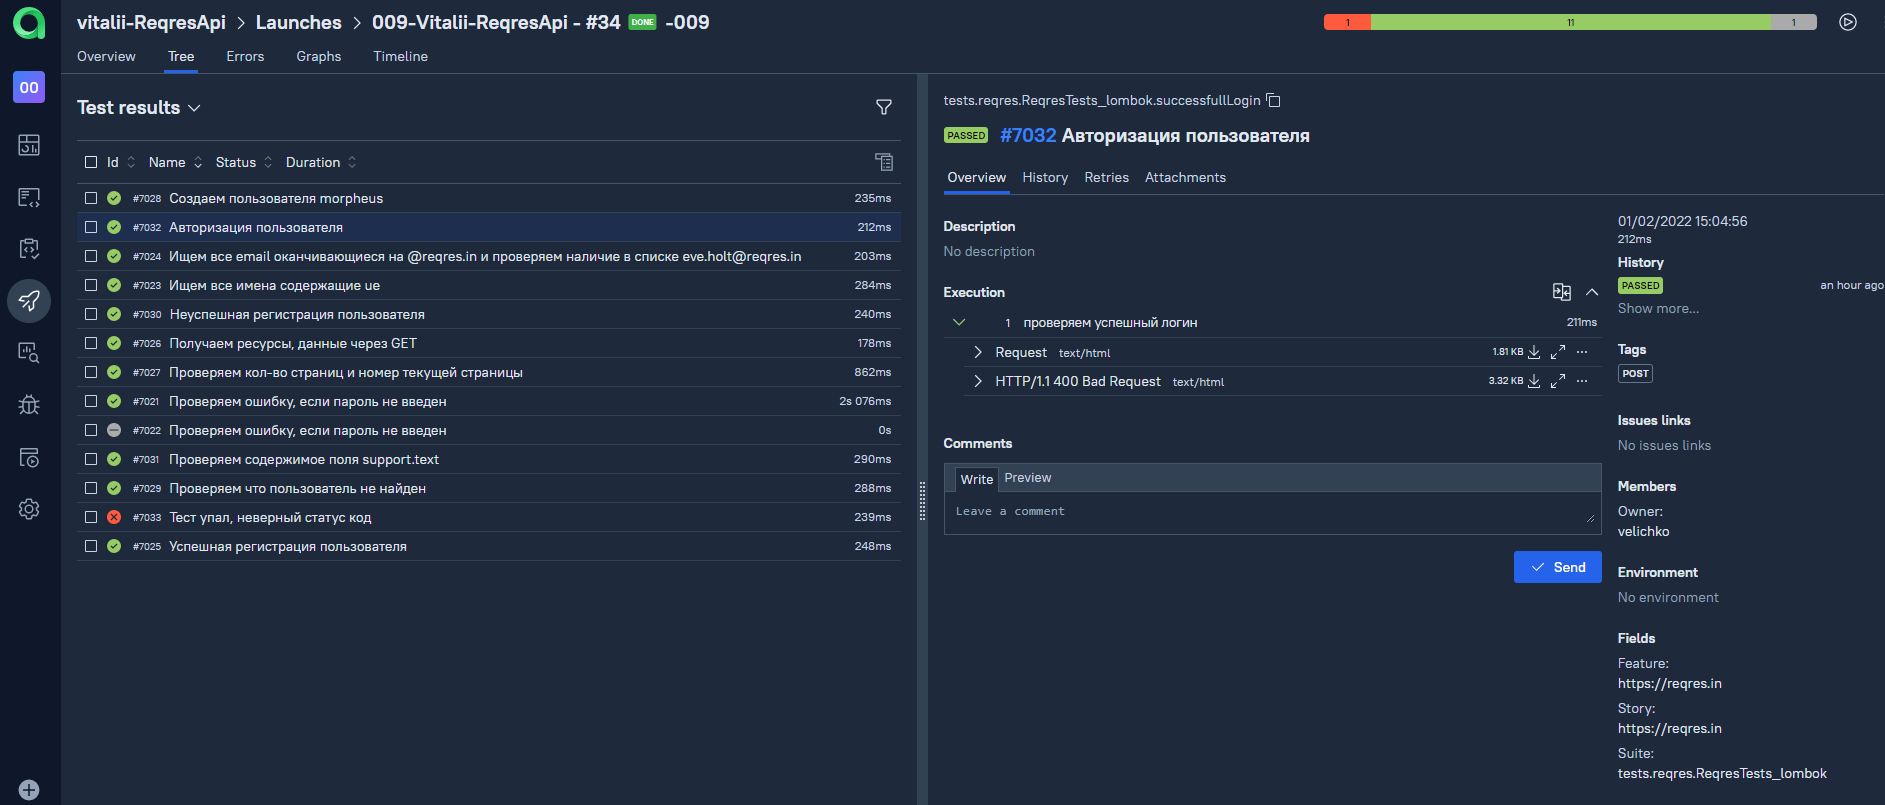 vitalii-ReqresApi > Launches > 009-Vitalii-ReqresApi - #34 DONE -009
1 11 1
Overview Tree Errors Graphs Timeline
OO
Test results
Id Name Status Duration
#7028 Создаем пользователя morpheus 235ms
#7032 Авторизация пользователя 212ms
#7024 Ищем все email оканчивающиеся на @reqres.in и проверяем наличие в списке eve.holt@reqres.in 203ms
#7023 Ищем все имена содержащие ue 284ms
#7030 Неуспешная регистрация пользователя 240ms
#7026 Получаем ресурсы, данные через GET 178ms
#7027 Проверяем кол-во страниц и номер текущей страницы 862ms
#7021 Проверяем ошибку, если пароль не введен 2s 076ms
#7022 Проверяем ошибку, если пароль не введен 0s
#7031 Проверяем содержимое поля support.text 290ms
#7029 Проверяем что пользователь не найден 288ms
#7033 Тест упал, неверный статус код 239ms
#7025 Успешная регистрация пользователя 248ms
tests.reqres.ReqresTests_lombok.successfullLogin
PASSED #7032 Авторизация пользователя
Overview History Retries Attachments
Description
No description
Execution
1 проверяем успешный логин 211ms
Request text/html 1.81 KB
HTTP/1.1 400 Bad Request text/html 3.32 KB
Comments
Write Preview
Leave a comment
Send
01/02/2022 15:04:56
212ms
History
PASSED an hour ago
Show more...
Tags
POST
Issues links
No issues links
Members
Owner:
velichko
Environment
No environment
Fields
Feature:
https://reqres.in
Story:
https://reqres.in
Suite:
tests.reqres.ReqresTests_lombok